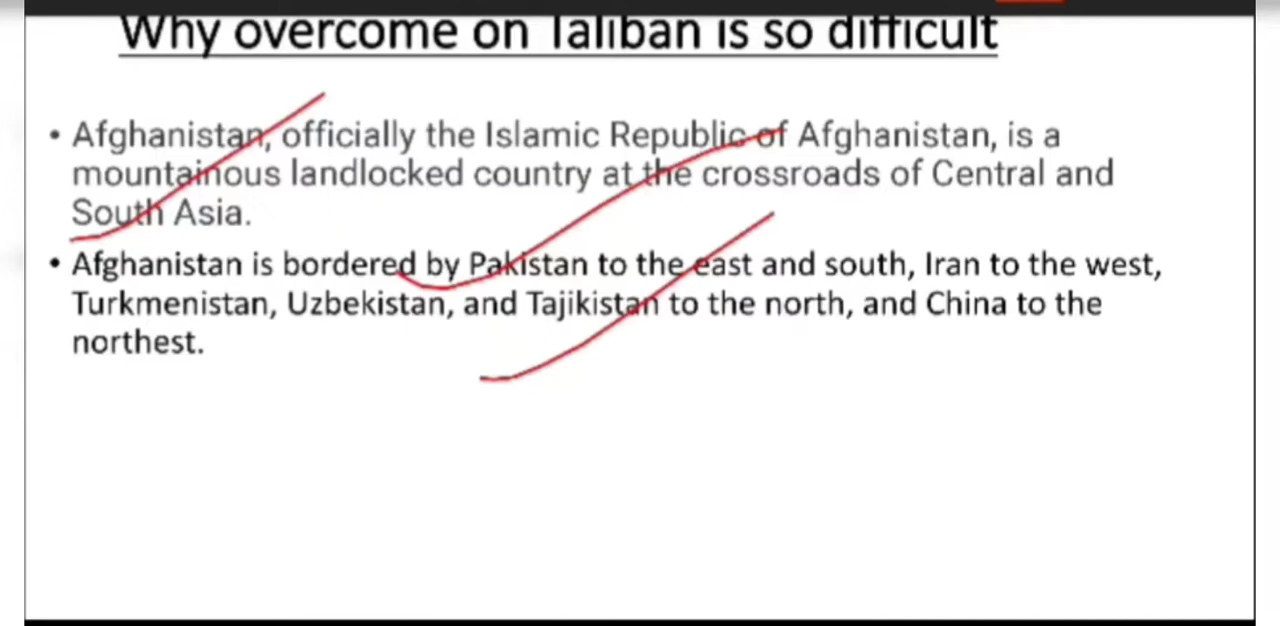 Why overcome on Taliban is so difficult
• Afghanistan, officially the Islamic Republic of Afghanistan, is a
mountainous landlocked country at the crossroads of Central and
South Asia.
• Afghanistan is bordered by Pakistan to the east and south, Iran to the west,
Turkmenistan, Uzbekistan, and Tajikistan to the north, and China to the
northest.